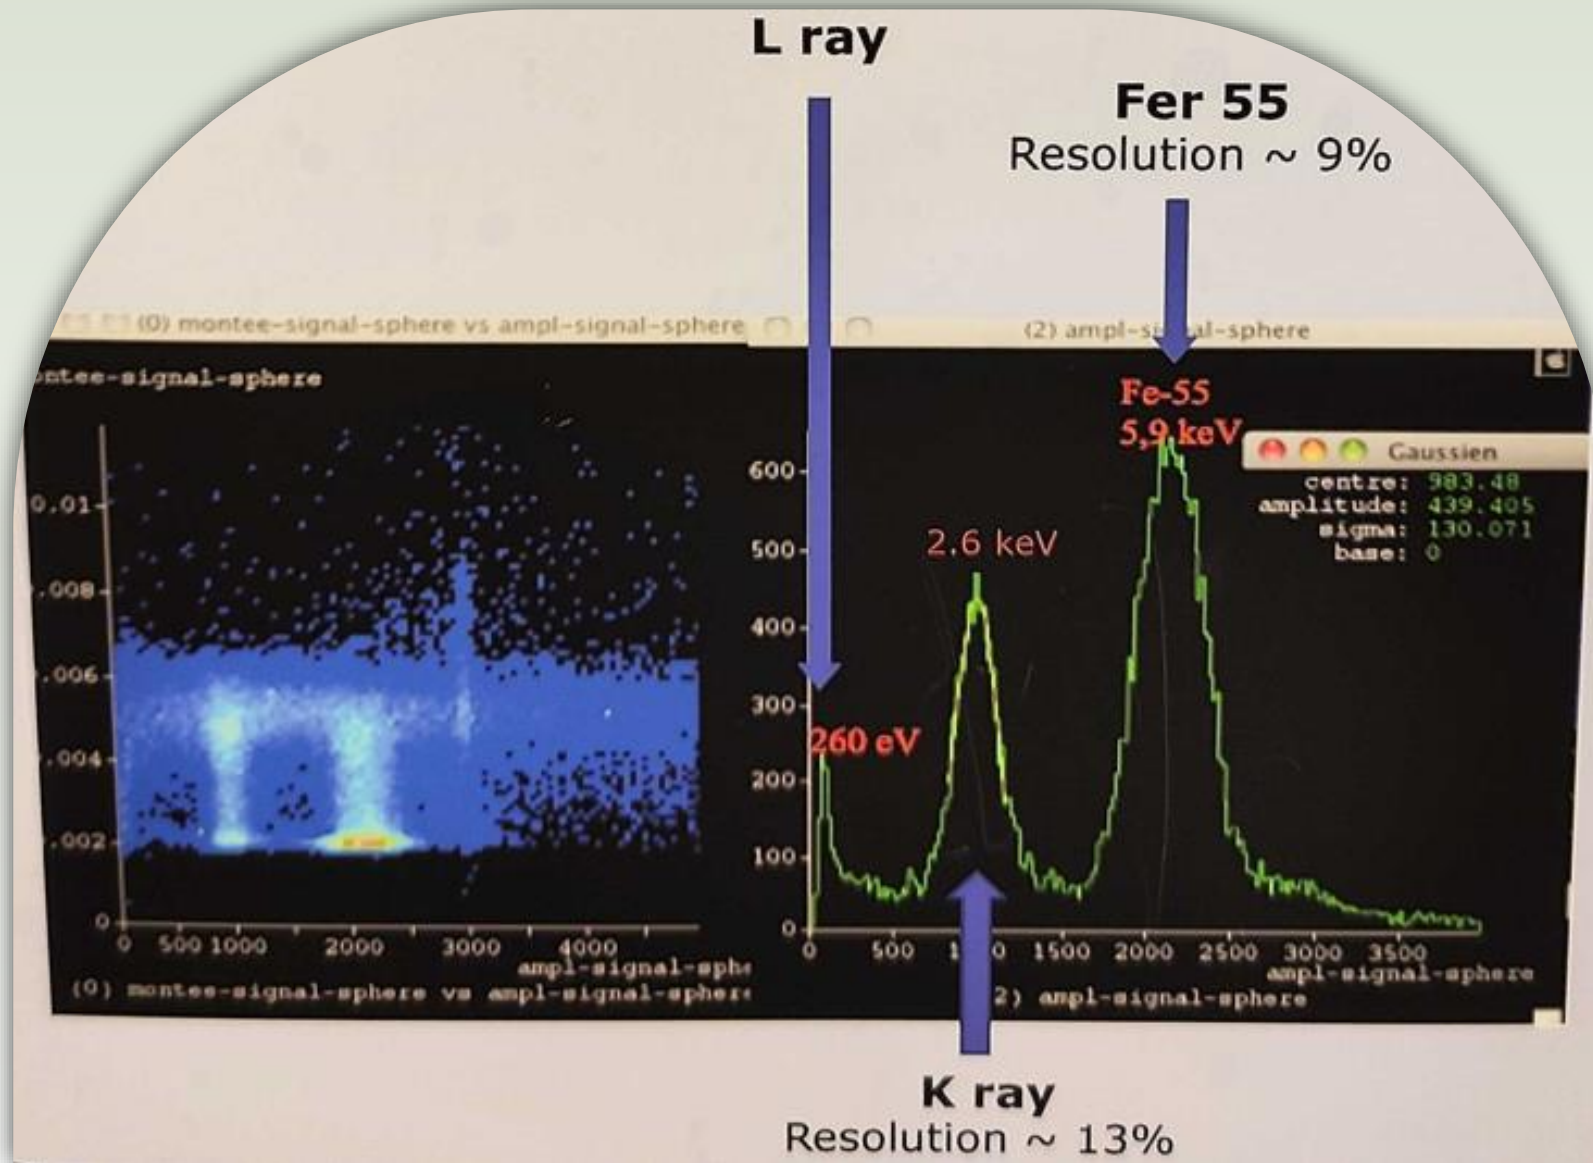 L ray
Fer 55
Resolution ~ 9%
(0) montee-signal-sphere vs ampl-signal-sphere
(2) ampl-signal-sphere
ntee-signal-sphere
0.01
.008
.006
.004
.002
0
0 500 1000 2000 3000 4000
ampl-signal-sph
(0) montee-signal-sphere vs ampl-signal-sphere
Fe-55
5,9 keV
Gaussien
centre: 983.48
amplitude: 439.405
sigma: 130.071
base: 0
2.6 keV
260 eV
600
500
400
300
200
100
0
0 500 1 0 1500 2000 2500 3000 3500
ampl-signal-sphere
2) ampl-signal-sphere
K ray
Resolution ~ 13%